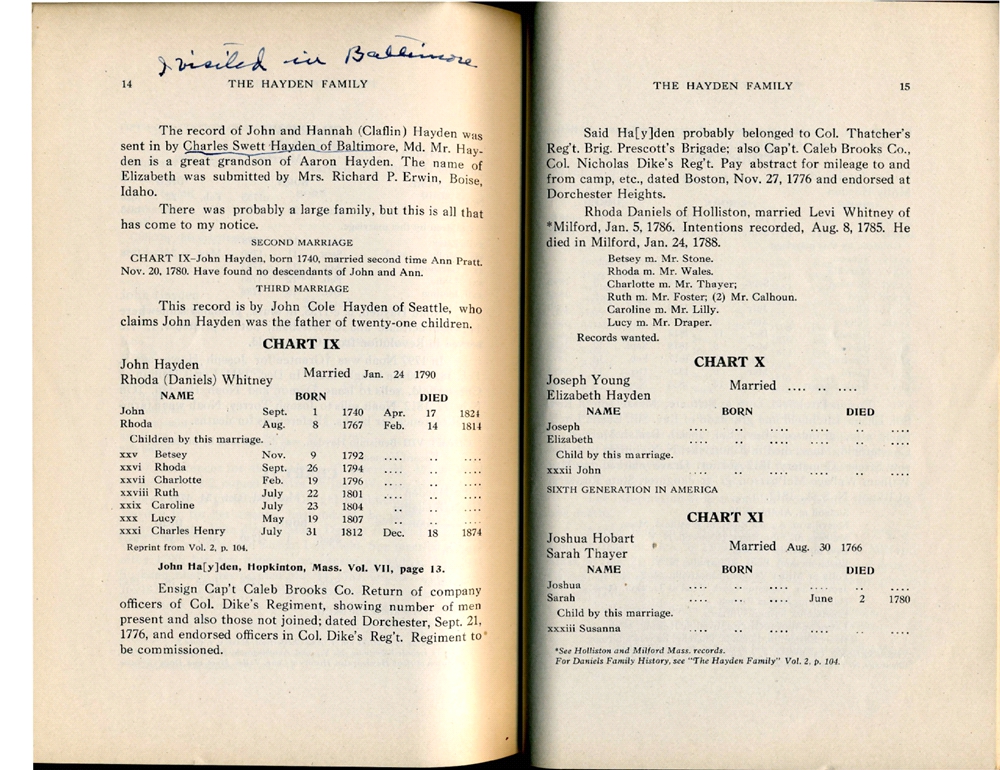 I visited in Baltimore
14 THE HAYDEN FAMILY
The record of John and Hannah (Claflin) Hayden was
sent in by Charles Swett Hayden of Baltimore, Md. Mr. Hay-
den is a great grandson of Aaron Hayden. The name of
Elizabeth was submitted by Mrs. Richard P. Erwin, Boise,
Idaho.
There was probably a large family, but this is all that
has come to my notice.
SECOND MARRIAGE
CHART IX–John Hayden, born 1740, married second time Ann Pratt.
Nov. 20, 1780. Have found no descendants of John and Ann.
THIRD MARRIAGE
This record is by John Cole Hayden of Seattle, who
claims John Hayden was the father of twenty-one children.
CHART IX
John Hayden
Rhoda (Daniels) Whitney Married Jan. 24 1790
NAME BORN DIED
John Sept. 1 1740 Apr. 17 1824
Rhoda Aug. 8 1767 Feb. 14 1814
Children by this marriage.
xxv Betsey Nov. 9 1792 .... .. ....
xxvi Rhoda Sept. 26 1794 .... .. ....
xxvii Charlotte Feb. 19 1796 .... .. ....
xxviii Ruth July 22 1801 .... .. ....
xxix Caroline July 23 1804 .. ....
xxx Lucy May 19 1807 .. ....
xxxi Charles Henry July 31 1812 Dec. 18 1874
Reprint from Vol. 2, p. 104.
John Ha[y]den, Hopkinton, Mass. Vol. VII, page 13.
Ensign Cap't Caleb Brooks Co. Return of company
officers of Col. Dike's Regiment, showing number of men
present and also those not joined; dated Dorchester, Sept. 21,
1776, and endorsed officers in Col. Dike's Reg't. Regiment to
be commissioned.
THE HAYDEN FAMILY 15
Said Ha[y]den probably belonged to Col. Thatcher's
Reg't. Brig. Prescott's Brigade; also Cap't. Caleb Brooks Co.,
Col. Nicholas Dike's Reg't. Pay abstract for mileage to and
from camp, etc., dated Boston, Nov. 27, 1776 and endorsed at
Dorchester Heights.
Rhoda Daniels of Holliston, married Levi Whitney of
*Milford, Jan. 5, 1786. Intentions recorded, Aug. 8, 1785. He
died in Milford, Jan. 24, 1788.
Betsey m. Mr. Stone.
Rhoda m. Mr. Wales.
Charlotte m. Mr. Thayer;
Ruth m. Mr. Foster; (2) Mr. Calhoun.
Caroline m. Mr. Lilly.
Lucy m. Mr. Draper.
Records wanted.
CHART X
Joseph Young
Elizabeth Hayden Married .... .. ....
NAME BORN DIED
Joseph .... .. .... .... .. ....
Elizabeth .... .. .... .... .. ....
Child by this marriage.
xxxii John .... .. .... .... .. ....
SIXTH GENERATION IN AMERICA
CHART XI
Joshua Hobart
Sarah Thayer Married Aug. 30 1766
NAME BORN DIED
Joshua .... .. .... .... .. ....
Sarah .... .. .... June 2 1780
Child by this marriage.
xxxiii Susanna .... .. .... .... .. ....
*See Holliston and Milford Mass. records.
For Daniels Family History, see "The Hayden Family" Vol. 2. p. 104.